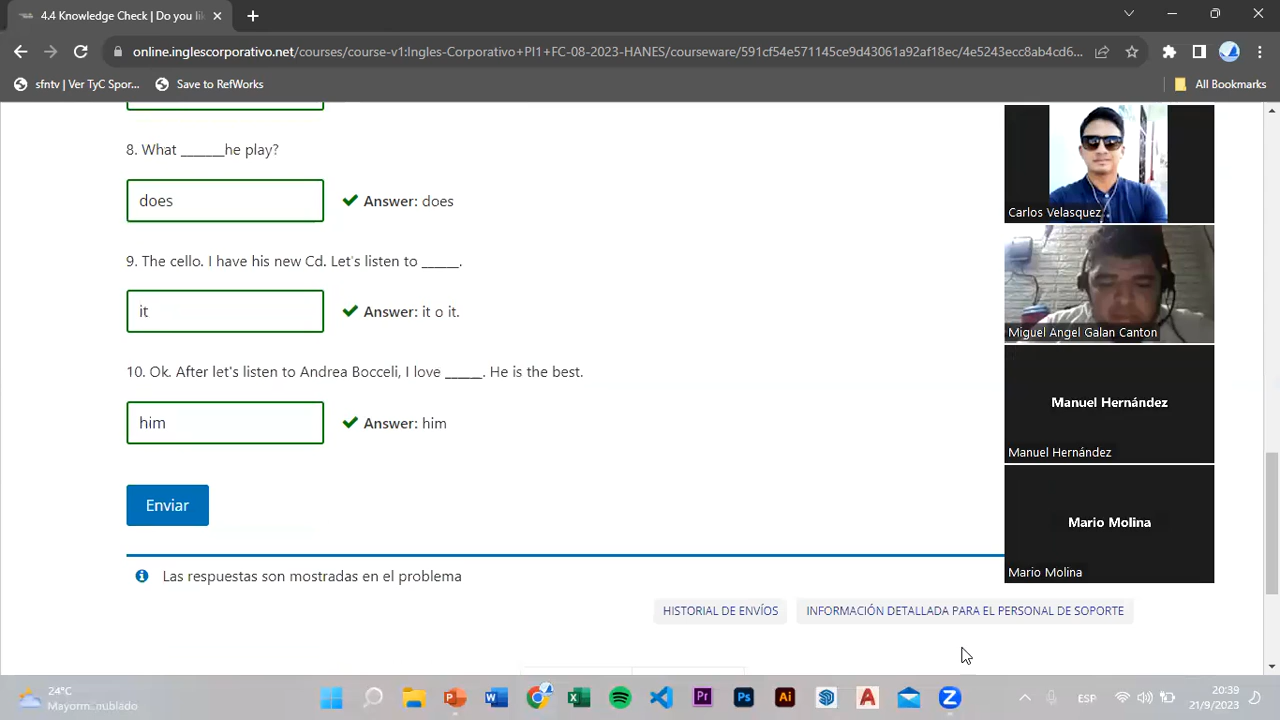 4.4 Knowledge Check | Do you lik
online.inglescorporativo.net/courses/course-v1:Ingles-Corporativo+PI1+FC-08-2023-HANES/courseware/591cf54e571145ce9d43061a92af18ec/4e5243ecc8ab4cd6...
sfntv | Ver TyC Spor...
Save to RefWorks
All Bookmarks
8. What ______he play?
does
Answer: does
9. The cello. I have his new Cd. Let's listen to _____.
it
Answer: it o it.
10. Ok. After let's listen to Andrea Bocceli, I love _____. He is the best.
him
Answer: him
Enviar
Las respuestas son mostradas en el problema
HISTORIAL DE ENVÍOS
INFORMACIÓN DETALLADA PARA EL PERSONAL DE SOPORTE
Carlos Velasquez
Miguel Angel Galan Canton
Manuel Hernández
Manuel Hernández
Mario Molina
Mario Molina
24°C
Mayorm. nublado
ESP
20:39
21/9/2023